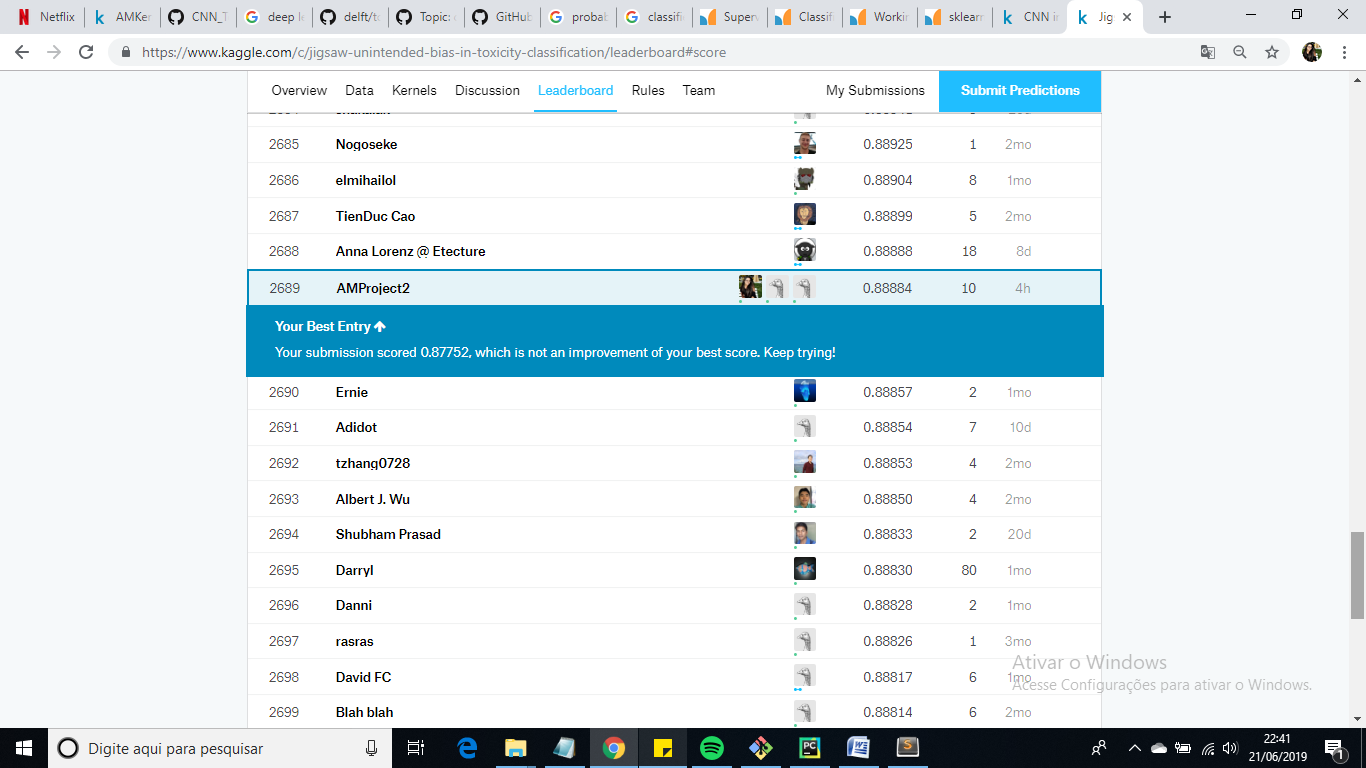 Netflix AMKer CNN_T deep le delft/te Topic: GitHub probab classifi Superv Classifi Workin sklearn CNN in Jig
https://www.kaggle.com/c/jigsaw-unintended-bias-in-toxicity-classification/leaderboard#score
Overview Data Kernels Discussion Leaderboard Rules Team My Submissions Submit Predictions
2685 Nogoseke 0.88925 1 2mo
2686 elmihailol 0.88904 8 1mo
2687 TienDuc Cao 0.88899 5 2mo
2688 Anna Lorenz @ Etecture 0.88888 18 8d
2689 AMProject2 0.88884 10 4h
Your Best Entry
Your submission scored 0.87752, which is not an improvement of your best score. Keep trying!
2690 Ernie 0.88857 2 1mo
2691 Adidot 0.88854 7 10d
2692 tzhang0728 0.88853 4 2mo
2693 Albert J. Wu 0.88850 4 2mo
2694 Shubham Prasad 0.88833 2 20d
2695 Darryl 0.88830 80 1mo
2696 Danni 0.88828 2 1mo
2697 rasras 0.88826 1 3mo
2698 David FC 0.88817 6 1mo
2699 Blah blah 0.88814 6 2mo
Ativar o Windows
Acesse Configurações para ativar o Windows.
Digite aqui para pesquisar
22:41
21/06/2019
1